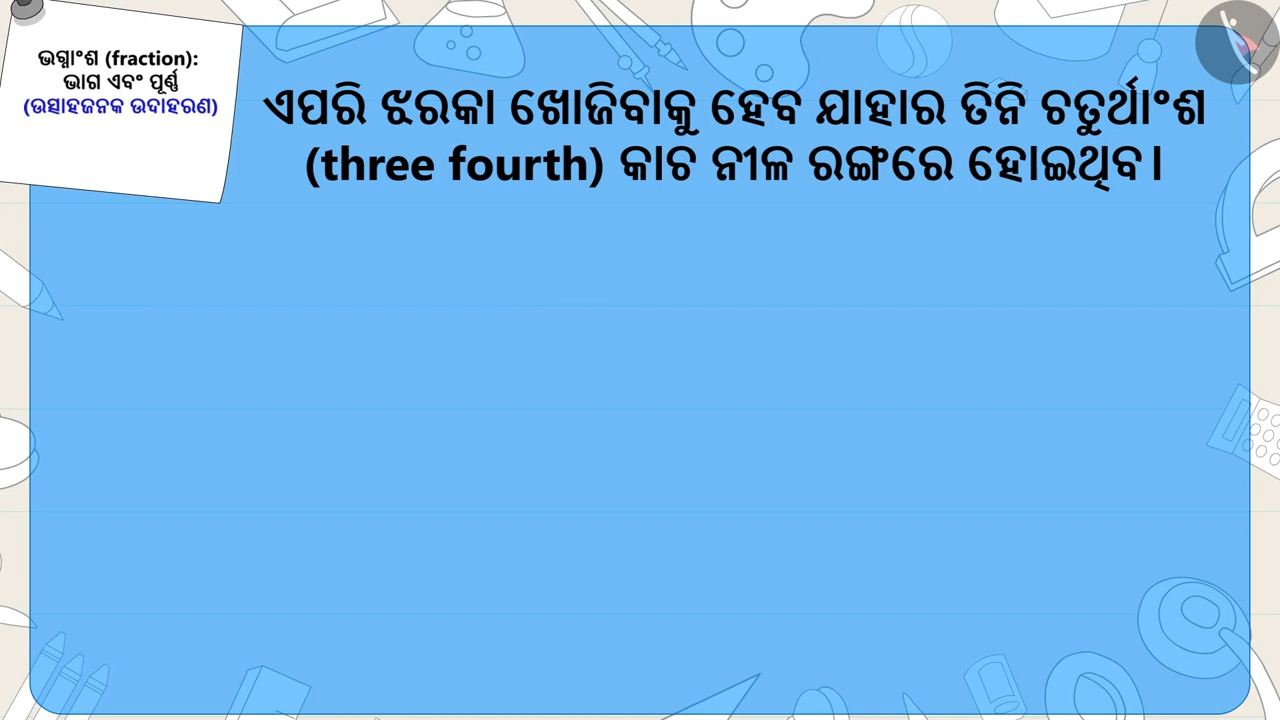 ଭଗ୍ନାଂଶ (fraction):
ଭାଗ ଏବଂ ପୂର୍ଣ୍ଣ
(ଉତ୍ସାହଜନକ ଉଦାହରଣ)
ଏପରି ଝରକା ଖୋଜିବାକୁ ହେବ ଯାହାର ତିନି ଚତୁର୍ଥାଂଶ
(three fourth) କାଚ ନୀଳ ରଙ୍ଗରେ ହୋଇଥିବ।